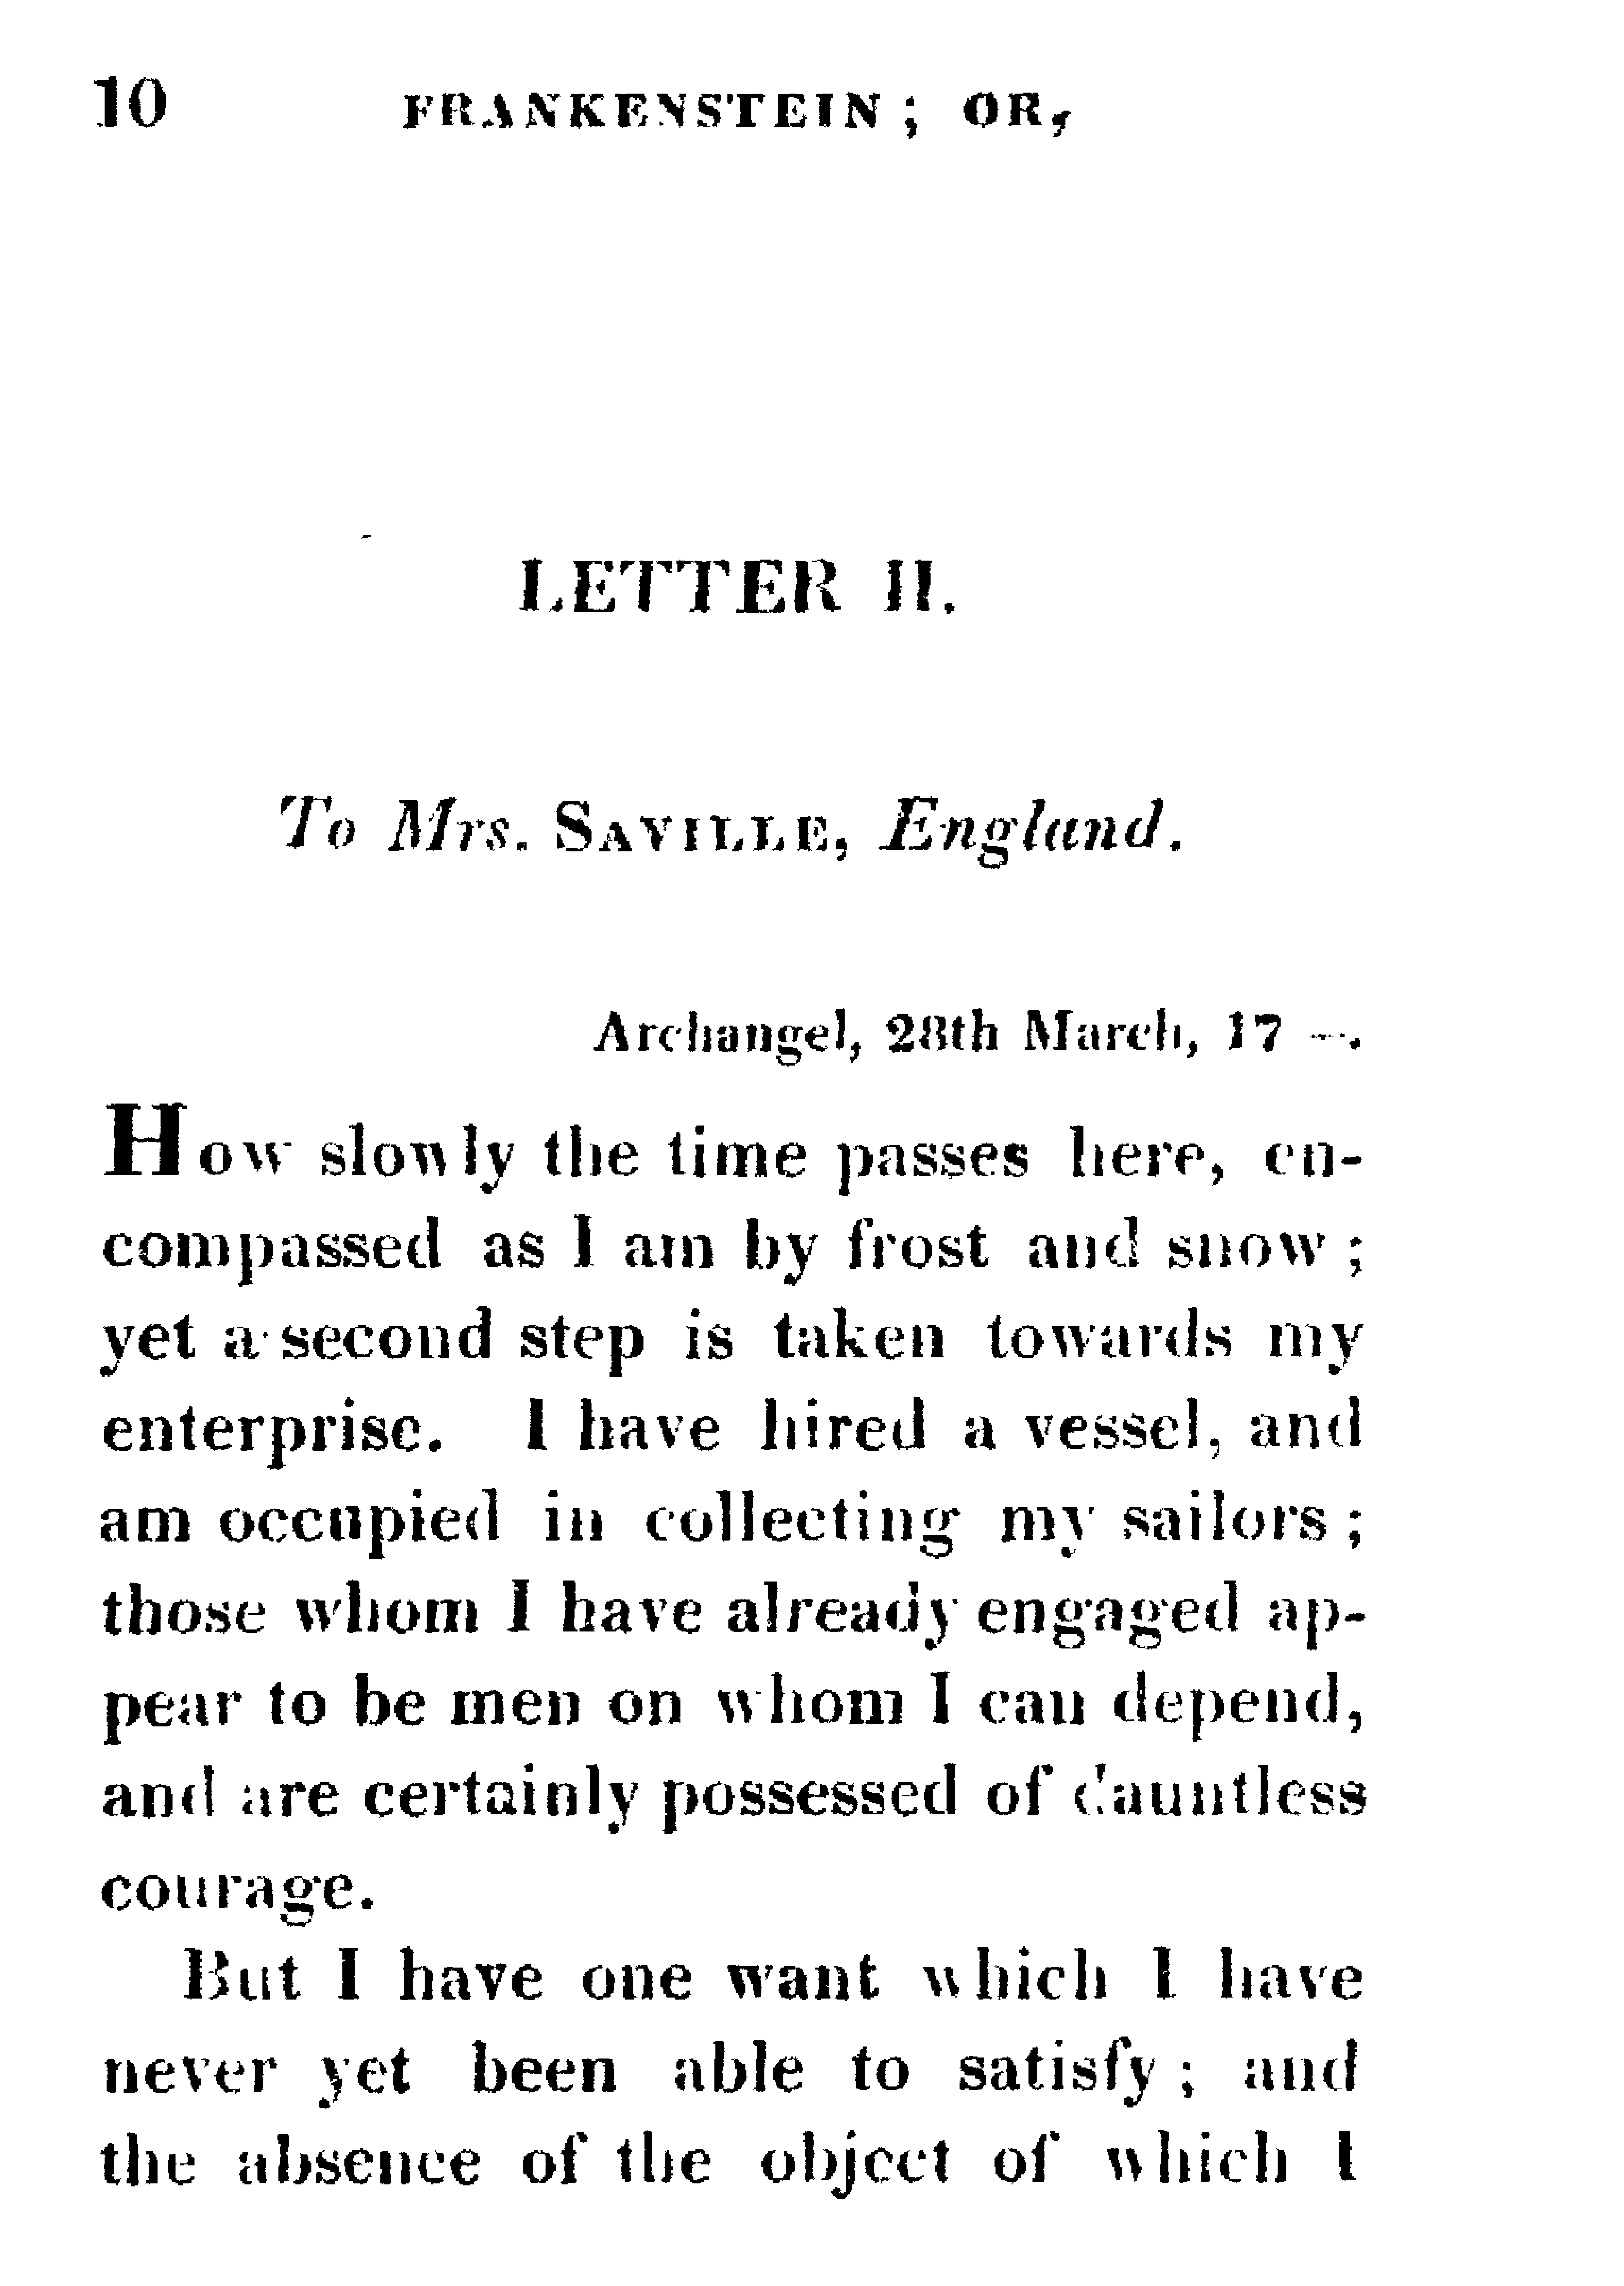 10 FRANKENSTEIN; OR,
LETTER II.
To Mrs. SAVILLE, England.
Archangel, 28th March, 17—.
How slowly the time passes here, en-
compassed as I am by frost and snow;
yet a second step is taken towards my
enterprise. I have hired a vessel, and
am occupied in collecting my sailors;
those whom I have already engaged ap-
pear to be men on whom I can depend,
and are certainly possessed of dauntless
courage.
But I have one want which I have
never yet been able to satisfy; and
the absence of the object of which I